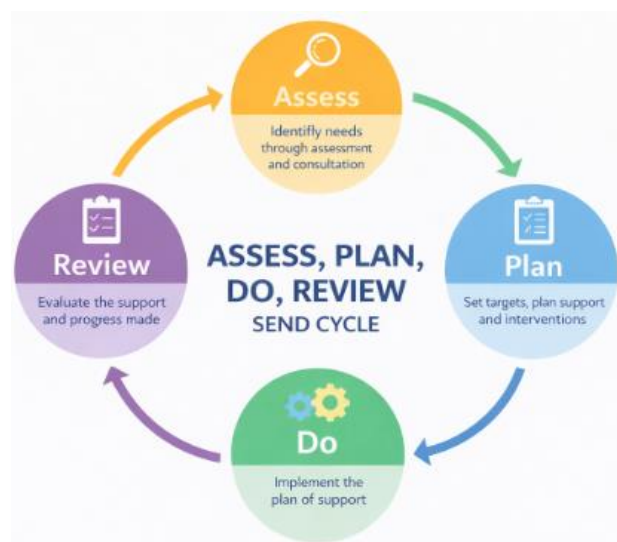 Assess
Identifly needs
through assessment
and consultation
Review
Evaluate the support
and progress made
ASSESS, PLAN,
DO, REVIEW
SEND CYCLE
Plan
Set targets, plan support
and interventions
Do
Implement the
plan of support